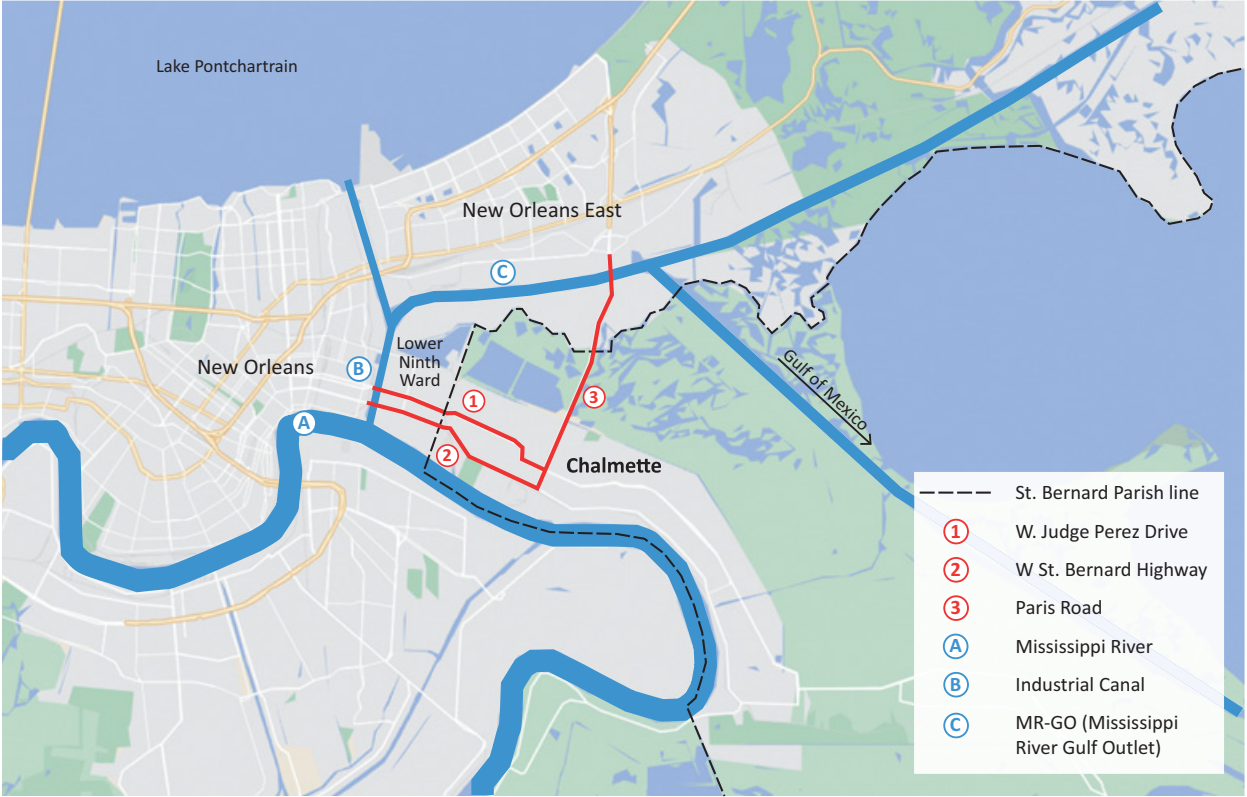 Lake Pontchartrain
New Orleans East
C
Lower
Ninth
Ward
New Orleans
B
1
3
Gulf of Mexico
A
2
Chalmette
St. Bernard Parish line
1 W. Judge Perez Drive
2 W St. Bernard Highway
3 Paris Road
A Mississippi River
B Industrial Canal
C MR-GO (Mississippi
River Gulf Outlet)